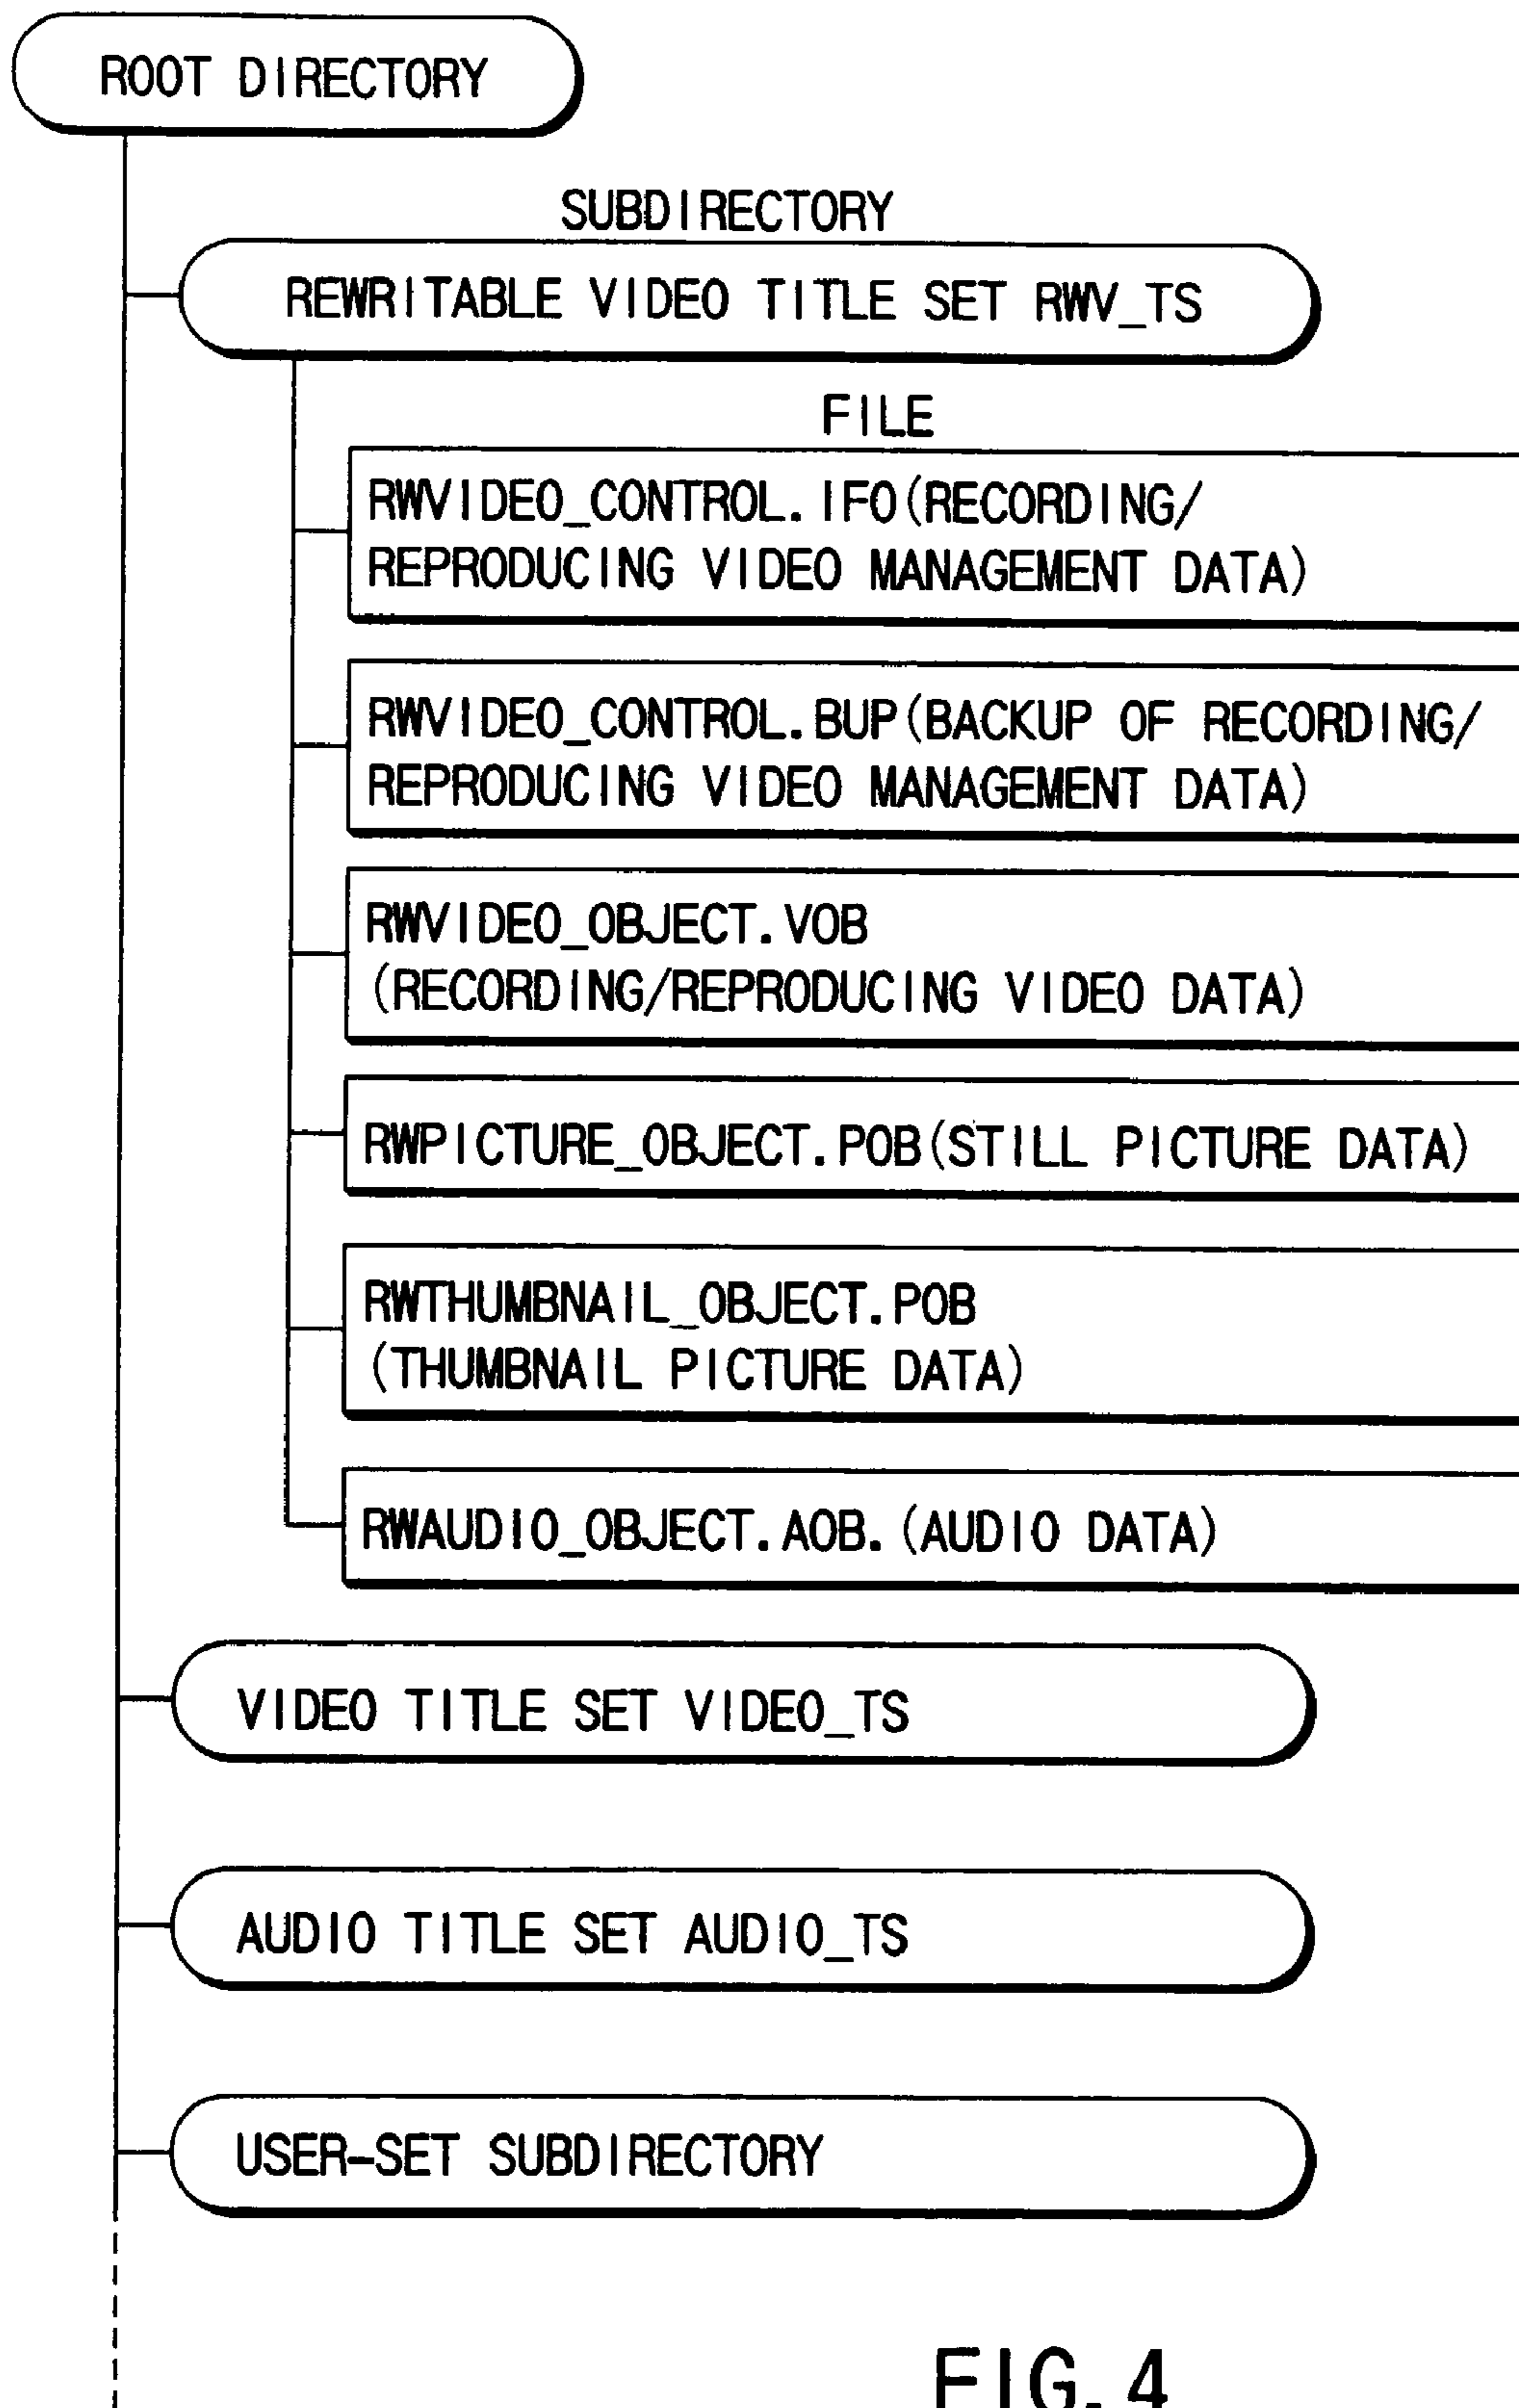 ROOT DIRECTORY
SUBDIRECTORY
REWRITABLE VIDEO TITLE SET RWV_TS
FILE
RWVIDEO_CONTROL.IFO(RECORDING/
REPRODUCING VIDEO MANAGEMENT DATA)
RWVIDEO_CONTROL.BUP(BACKUP OF RECORDING/
REPRODUCING VIDEO MANAGEMENT DATA)
RWVIDEO_OBJECT.VOB
(RECORDING/REPRODUCING VIDEO DATA)
RWPICTURE_OBJECT.POB(STILL PICTURE DATA)
RWTHUMBNAIL_OBJECT.POB
(THUMBNAIL PICTURE DATA)
RWAUDIO_OBJECT.AOB.(AUDIO DATA)
VIDEO TITLE SET VIDEO_TS
AUDIO TITLE SET AUDIO_TS
USER-SET SUBDIRECTORY
FIG.4